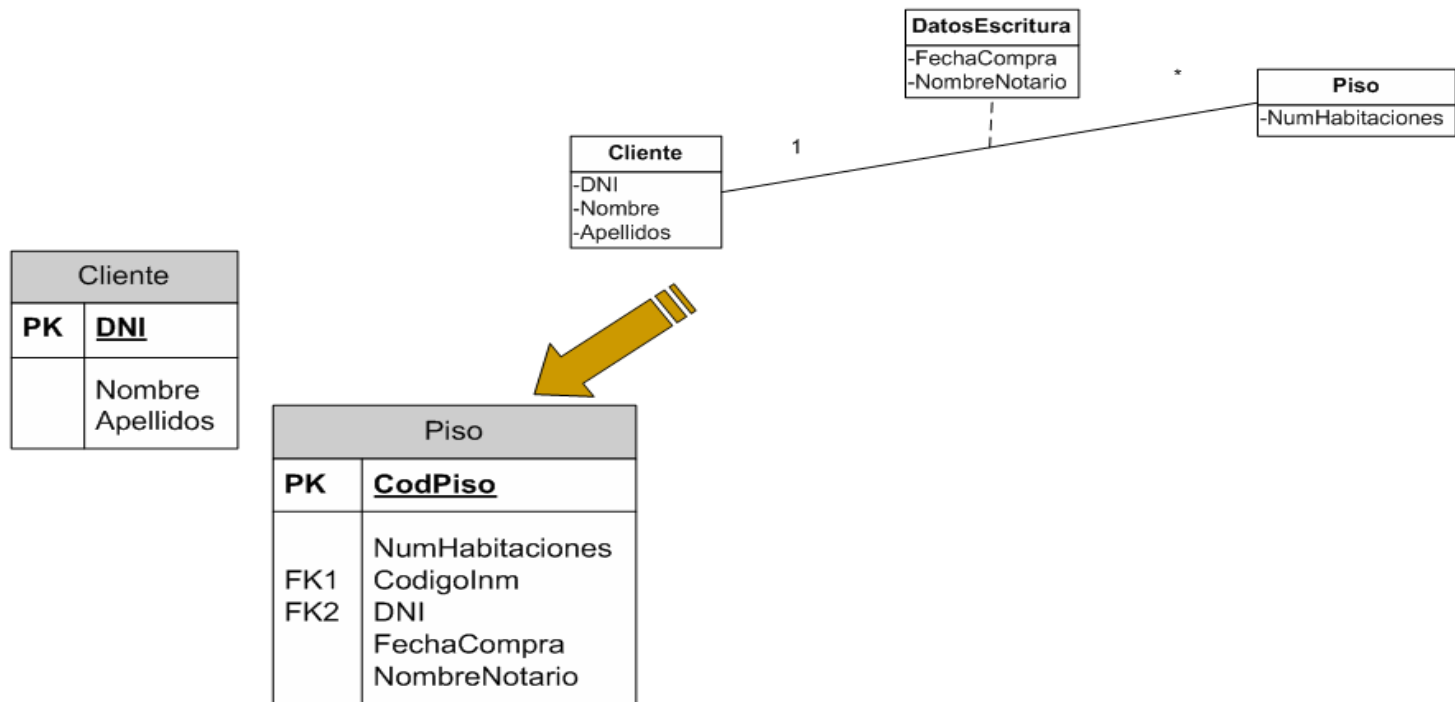 DatosEscritura
-FechaCompra
-NombreNotario
*
Piso
-NumHabitaciones
1
Cliente
-DNI
-Nombre
-Apellidos
Cliente
PK DNI
Nombre
Apellidos
Piso
PK CodPiso
NumHabitaciones
FK1 CodigoInm
FK2 DNI
FechaCompra
NombreNotario